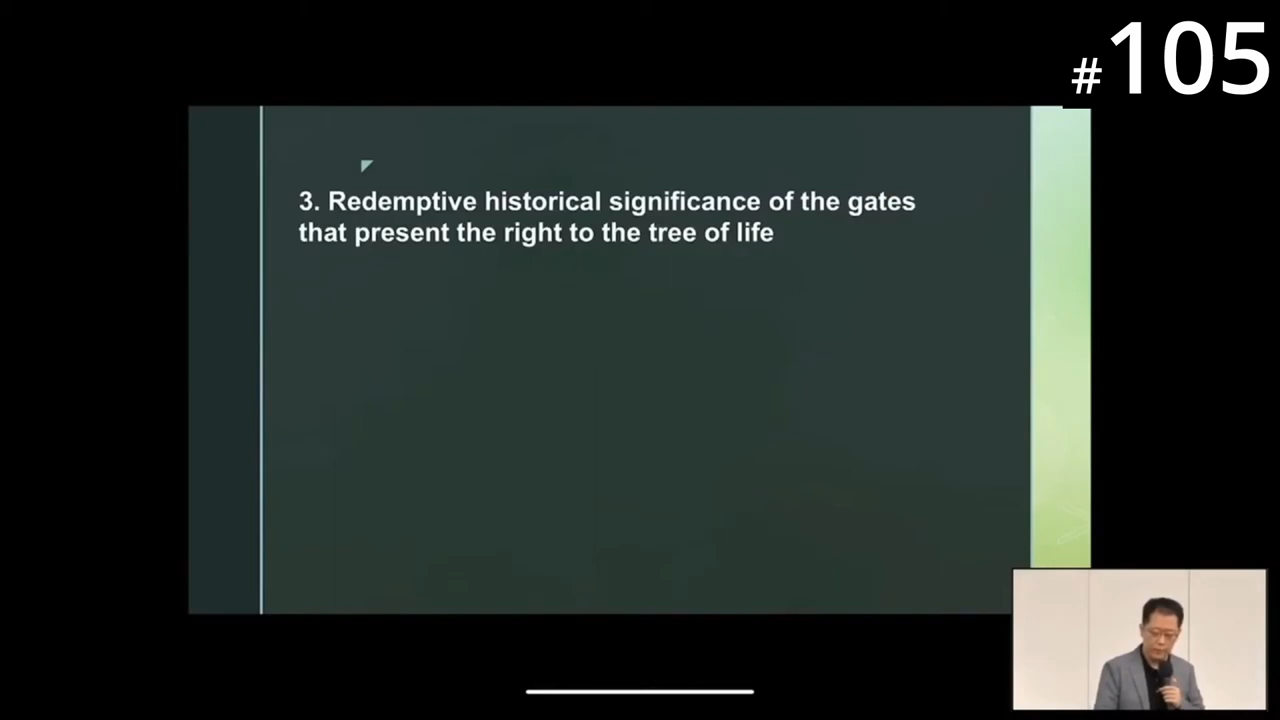 #105
3. Redemptive historical significance of the gates
that present the right to the tree of life